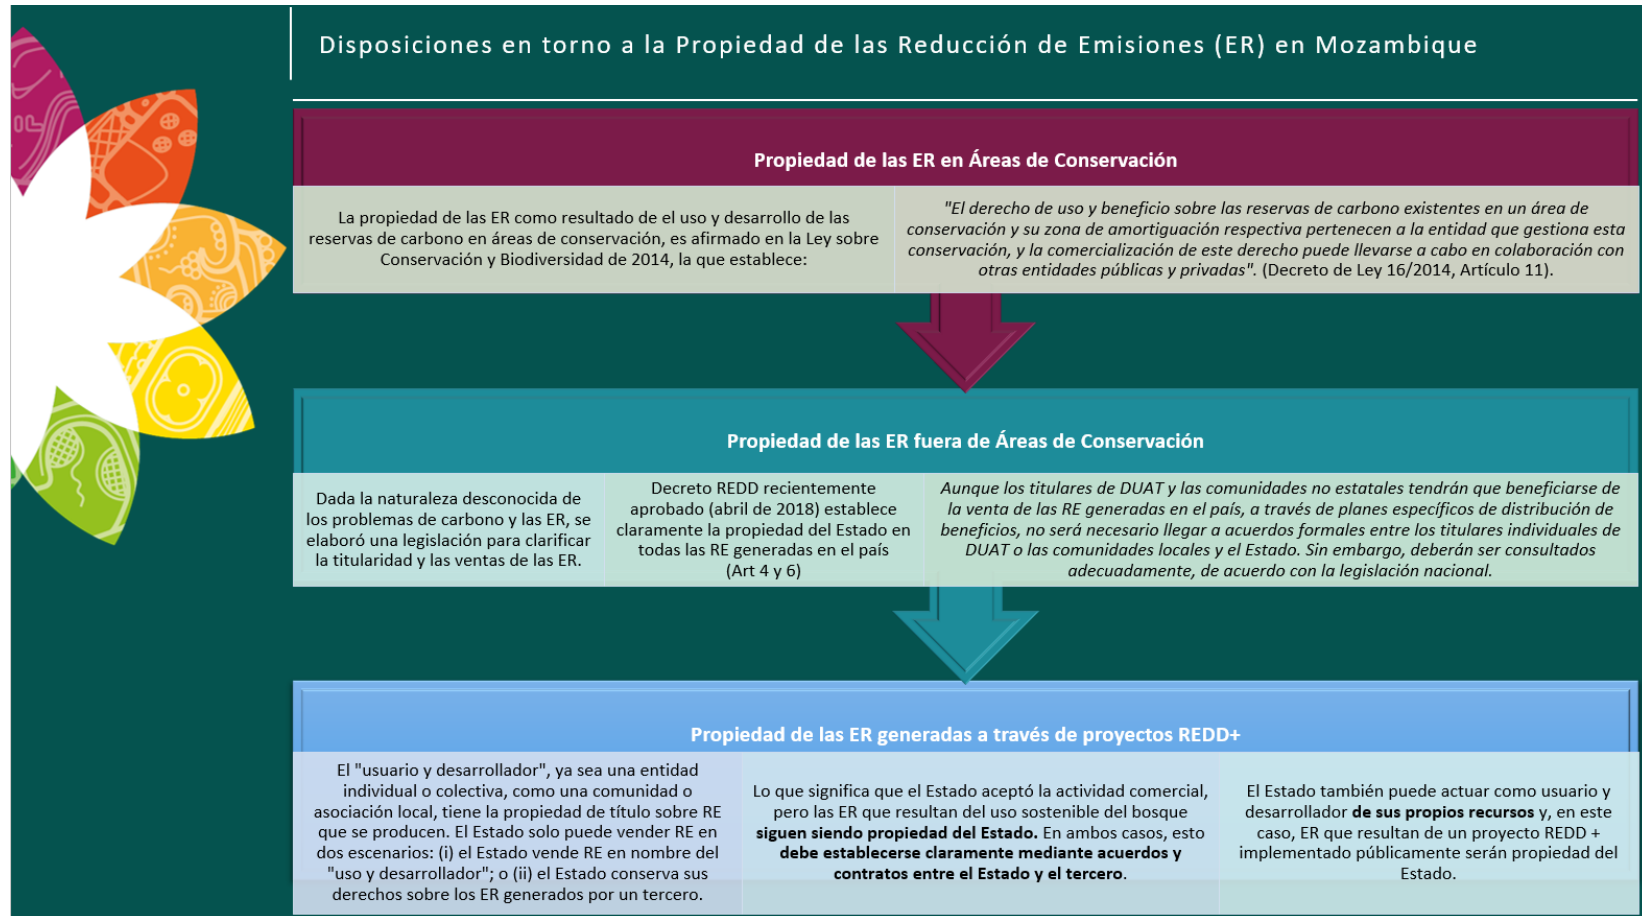 Disposiciones en torno a la Propiedad de las Reducción de Emisiones (ER) en Mozambique
Propiedad de las ER en Áreas de Conservación
La propiedad de las ER como resultado de el uso y desarrollo de las
reservas de carbono en áreas de conservación, es afirmado en la Ley sobre
Conservación y Biodiversidad de 2014, la que establece:
"El derecho de uso y beneficio sobre las reservas de carbono existentes en un área de
conservación y su zona de amortiguación respectiva pertenecen a la entidad que gestiona esta
conservación, y la comercialización de este derecho puede llevarse a cabo en colaboración con
otras entidades públicas y privadas". (Decreto de Ley 16/2014, Artículo 11).
Propiedad de las ER fuera de Áreas de Conservación
Dada la naturaleza desconocida de
los problemas de carbono y las ER, se
elaboró una legislación para clarificar
la titularidad y las ventas de las ER.
Decreto REDD recientemente
aprobado (abril de 2018) establece
claramente la propiedad del Estado en
todas las RE generadas en el país
(Art 4 y 6)
Aunque los titulares de DUAT y las comunidades no estatales tendrán que beneficiarse de
la venta de las RE generadas en el país, a través de planes específicos de distribución de
beneficios, no será necesario llegar a acuerdos formales entre los titulares individuales de
DUAT o las comunidades locales y el Estado. Sin embargo, deberán ser consultados
adecuadamente, de acuerdo con la legislación nacional.
Propiedad de las ER generadas a través de proyectos REDD+
El "usuario y desarrollador", ya sea una entidad
individual o colectiva, como una comunidad o
asociación local, tiene la propiedad de título sobre RE
que se producen. El Estado solo puede vender RE en
dos escenarios: (i) el Estado vende RE en nombre del
"uso y desarrollador"; o (ii) el Estado conserva sus
derechos sobre los ER generados por un tercero.
Lo que significa que el Estado aceptó la actividad comercial,
pero las ER que resultan del uso sostenible del bosque
siguen siendo propiedad del Estado. En ambos casos, esto
debe establecerse claramente mediante acuerdos y
contratos entre el Estado y el tercero.
El Estado también puede actuar como usuario y
desarrollador de sus propios recursos y, en este
caso, ER que resultan de un proyecto REDD +
implementado públicamente serán propiedad del
Estado.